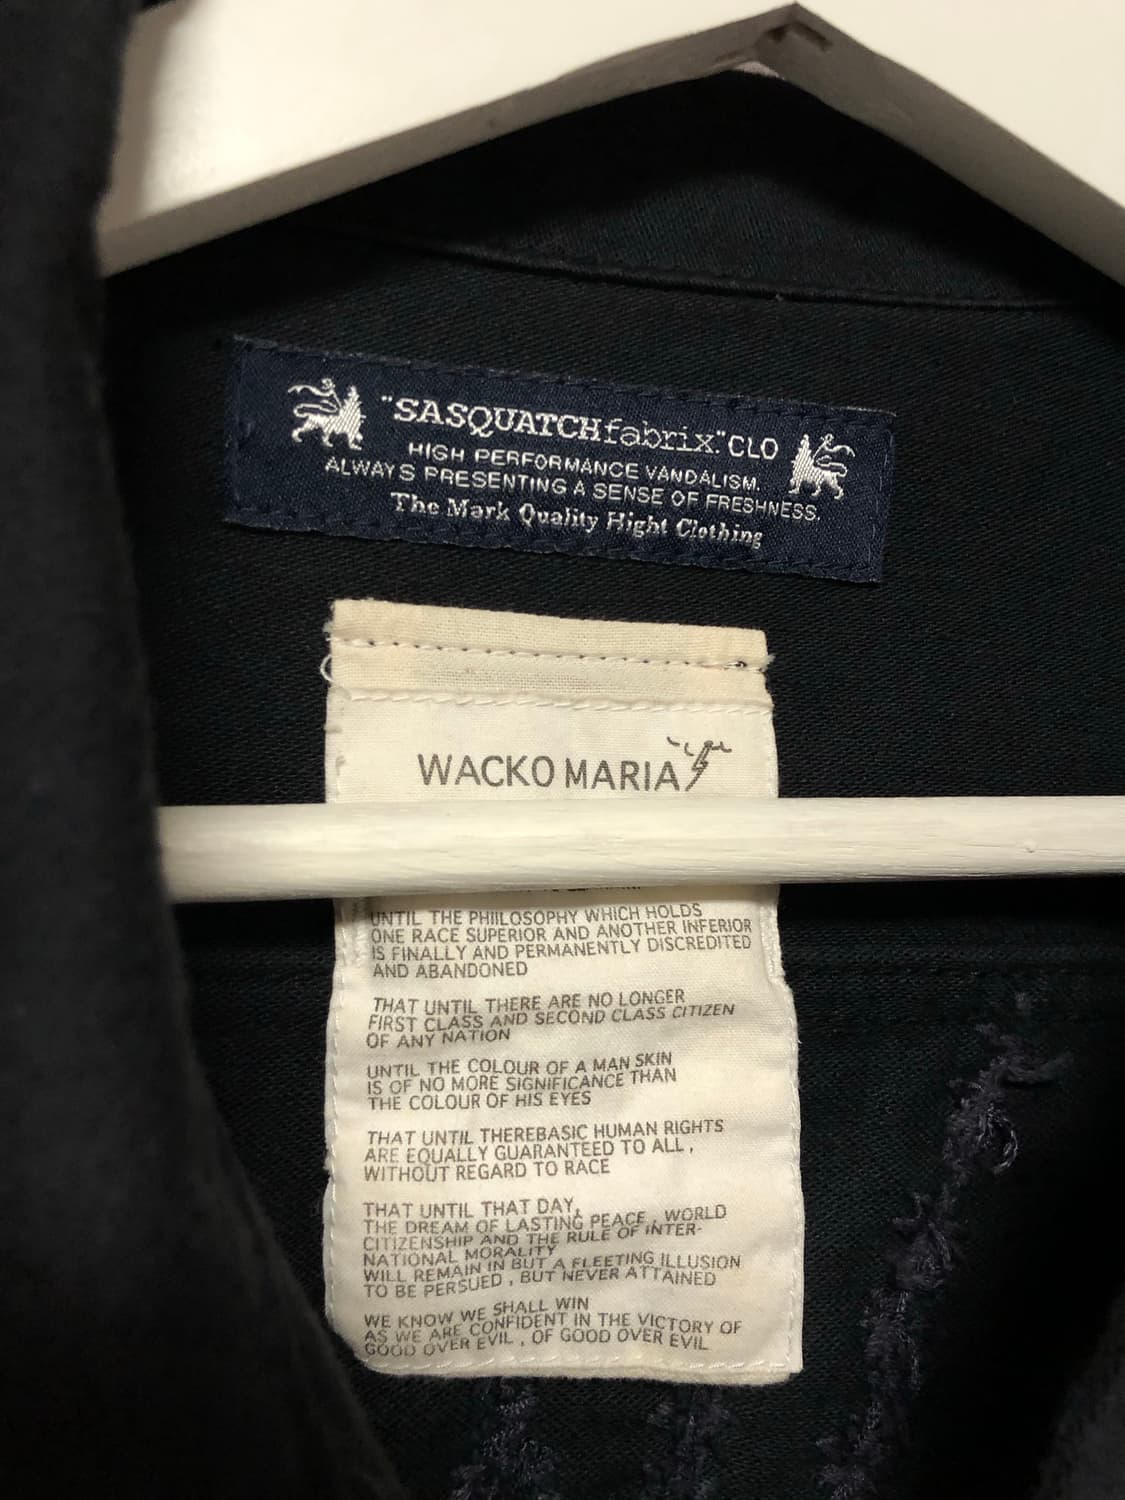 "SASQUATCHfabrix."CLO
HIGH PERFORMANCE VANDALISM.
ALWAYS PRESENTING A SENSE OF FRESHNESS.
The Mark Quality Hight Clothing
WACKO MARIA
UNTIL THE PHIILOSOPHY WHICH HOLDS
ONE RACE SUPERIOR AND ANOTHER INFERIOR
IS FINALLY AND PERMANENTLY DISCREDITED
AND ABANDONED
THAT UNTIL THERE ARE NO LONGER
FIRST CLASS AND SECOND CLASS CITIZEN
OF ANY NATION
UNTIL THE COLOUR OF A MAN SKIN
IS OF NO MORE SIGNIFICANCE THAN
THE COLOUR OF HIS EYES
THAT UNTIL THEREBASIC HUMAN RIGHTS
ARE EQUALLY GUARANTEED TO ALL ,
WITHOUT REGARD TO RACE
THAT UNTIL THAT DAY,
THE DREAM OF LASTING PEACE, WORLD
CITIZENSHIP AND THE RULE OF INTER-
NATIONAL MORALITY
WILL REMAIN IN BUT A FLEETING ILLUSION
TO BE PERSUED , BUT NEVER ATTAINED
WE KNOW WE SHALL WIN
AS WE ARE CONFIDENT IN THE VICTORY OF
GOOD OVER EVIL , OF GOOD OVER EVIL